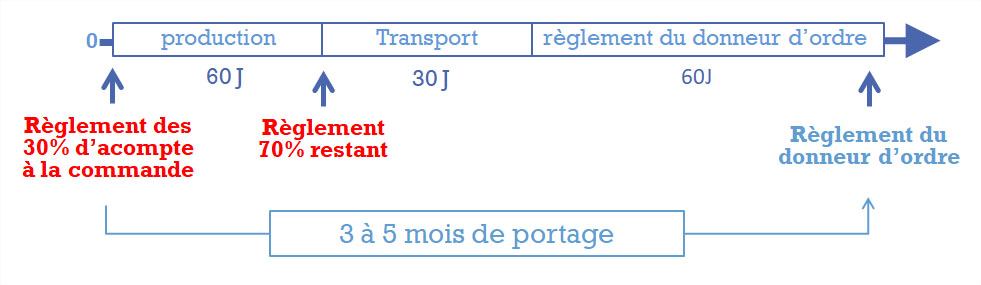 0
production
Transport
règlement du donneur d'ordre
60 J
30 J
60J
Règlement des
30% d'acompte
à la commande
Règlement
70% restant
Règlement du
donneur d'ordre
3 à 5 mois de portage